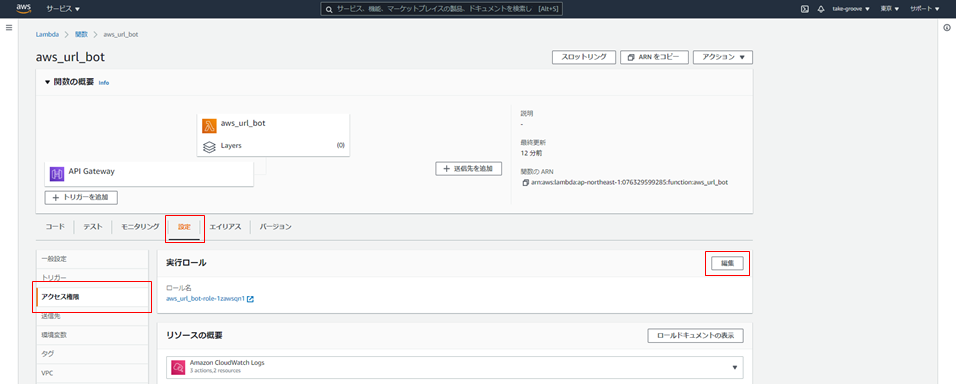 aws サービス サービス、機能、マーケットプレイスの製品、ドキュメントを検索し [Alt+S] take-groove 東京 サポート
Lambda 関数 aws_url_bot
aws_url_bot
スロットリング ARN をコピー アクション
関数の概要 Info
aws_url_bot
Layers (0)
API Gateway
トリガーを追加
送信先を追加
説明
-
最終更新
12 分前
関数の ARN
arn:aws:lambda:ap-northeast-1:076329599285:function:aws_url_bot
コード テスト モニタリング 設定 エイリアス バージョン
一般設定
トリガー
アクセス権限
送信先
環境変数
タグ
VPC
実行ロール 編集
ロール名
aws_url_bot-role-1zawsqn1
リソースの概要 ロールドキュメントの表示
Amazon CloudWatch Logs
3 actions, 2 resources